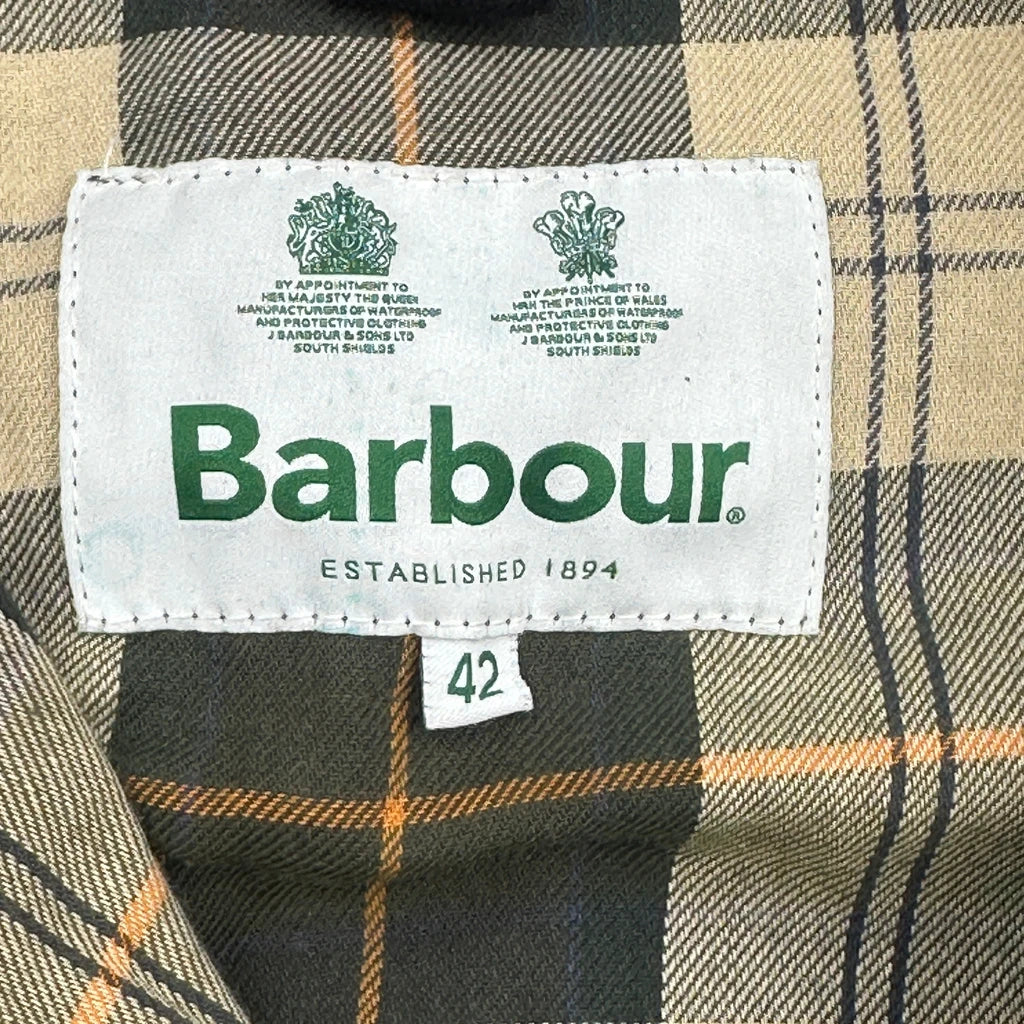 BY APPOINTMENT TO
HER MAJESTY THE QUEEN
MANUFACTURERS OF WATERPROOF
AND PROTECTIVE CLOTHING
J BARBOUR & SONS LTD
SOUTH SHIELDS
BY APPOINTMENT TO
HRH THE PRINCE OF WALES
MANUFACTURERS OF WATERPROOF
AND PROTECTIVE CLOTHING
J BARBOUR & SONS LTD
SOUTH SHIELDS
Barbour®
ESTABLISHED 1894
42